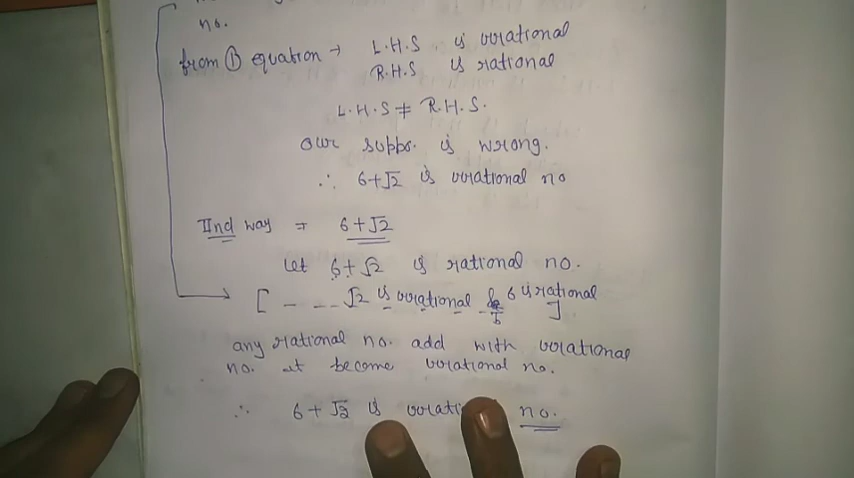 no.
from ① equation → L.H.S is irrational
R.H.S is rational
L.H.S ≠ R.H.S.
our suppo. is wrong.
∴ 6+√2 is irrational no
IInd way = 6+√2
Let 6+√2 is rational no.
[ - - - √2 is irrational & 6 is rational ]
any rational no. add with irrational
no. it become irrational no.
∴ 6+√2 is irrati no.